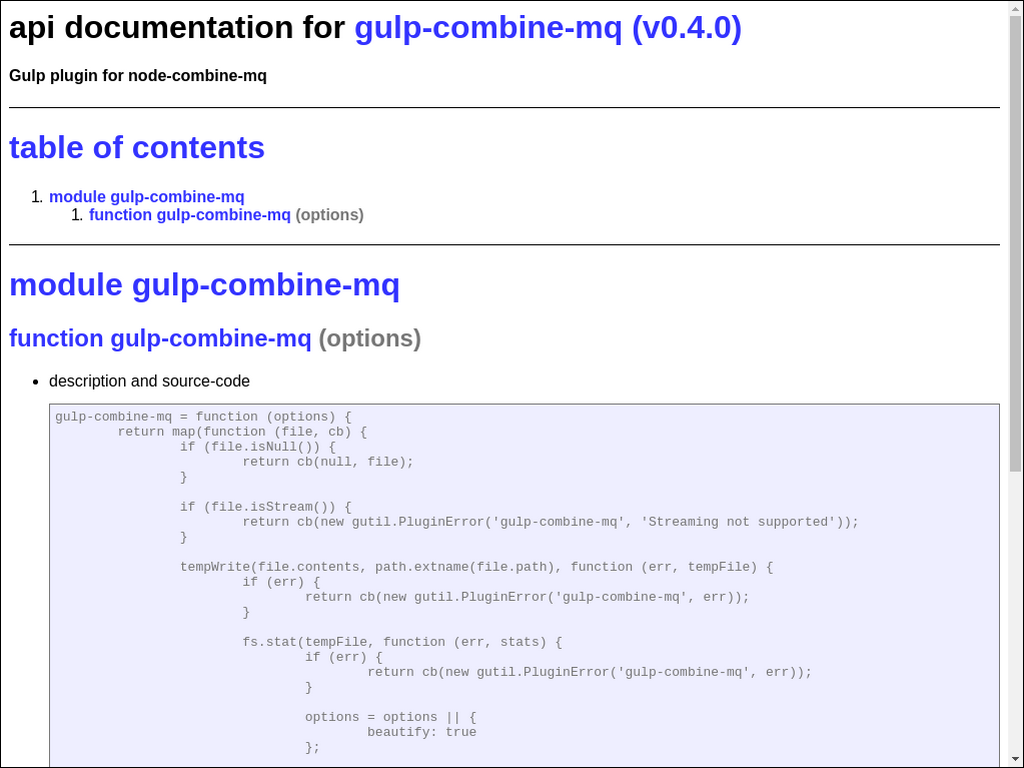 api documentation for gulp-combine-mq (v0.4.0)
Gulp plugin for node-combine-mq
table of contents
1. module gulp-combine-mq
1. function gulp-combine-mq (options)
module gulp-combine-mq
function gulp-combine-mq (options)
• description and source-code
gulp-combine-mq = function (options) {
        return map(function (file, cb) {
                if (file.isNull()) {
                        return cb(null, file);
                }
                if (file.isStream()) {
                        return cb(new gutil.PluginError('gulp-combine-mq', 'Streaming not supported'));
                }
                tempWrite(file.contents, path.extname(file.path), function (err, tempFile) {
                        if (err) {
                                return cb(new gutil.PluginError('gulp-combine-mq', err));
                        }
                        fs.stat(tempFile, function (err, stats) {
                                if (err) {
                                        return cb(new gutil.PluginError('gulp-combine-mq', err));
                                }
                                options = options || {
                                        beautify: true
                                };